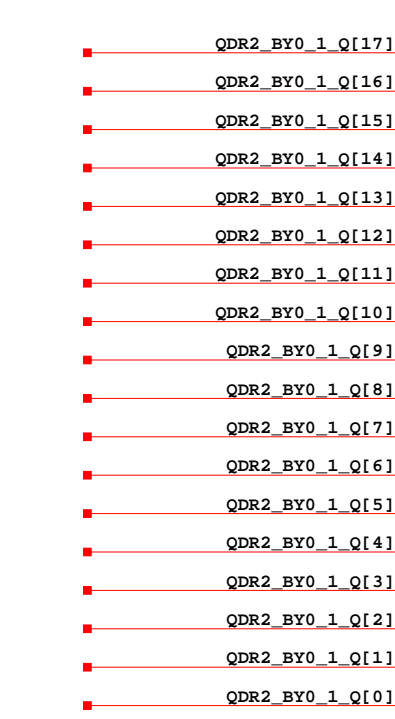 QDR2_BY0_1_Q[17]
QDR2_BY0_1_Q[16]
QDR2_BY0_1_Q[15]
QDR2_BY0_1_Q[14]
QDR2_BY0_1_Q[13]
QDR2_BY0_1_Q[12]
QDR2_BY0_1_Q[11]
QDR2_BY0_1_Q[10]
QDR2_BY0_1_Q[9]
QDR2_BY0_1_Q[8]
QDR2_BY0_1_Q[7]
QDR2_BY0_1_Q[6]
QDR2_BY0_1_Q[5]
QDR2_BY0_1_Q[4]
QDR2_BY0_1_Q[3]
QDR2_BY0_1_Q[2]
QDR2_BY0_1_Q[1]
QDR2_BY0_1_Q[0]